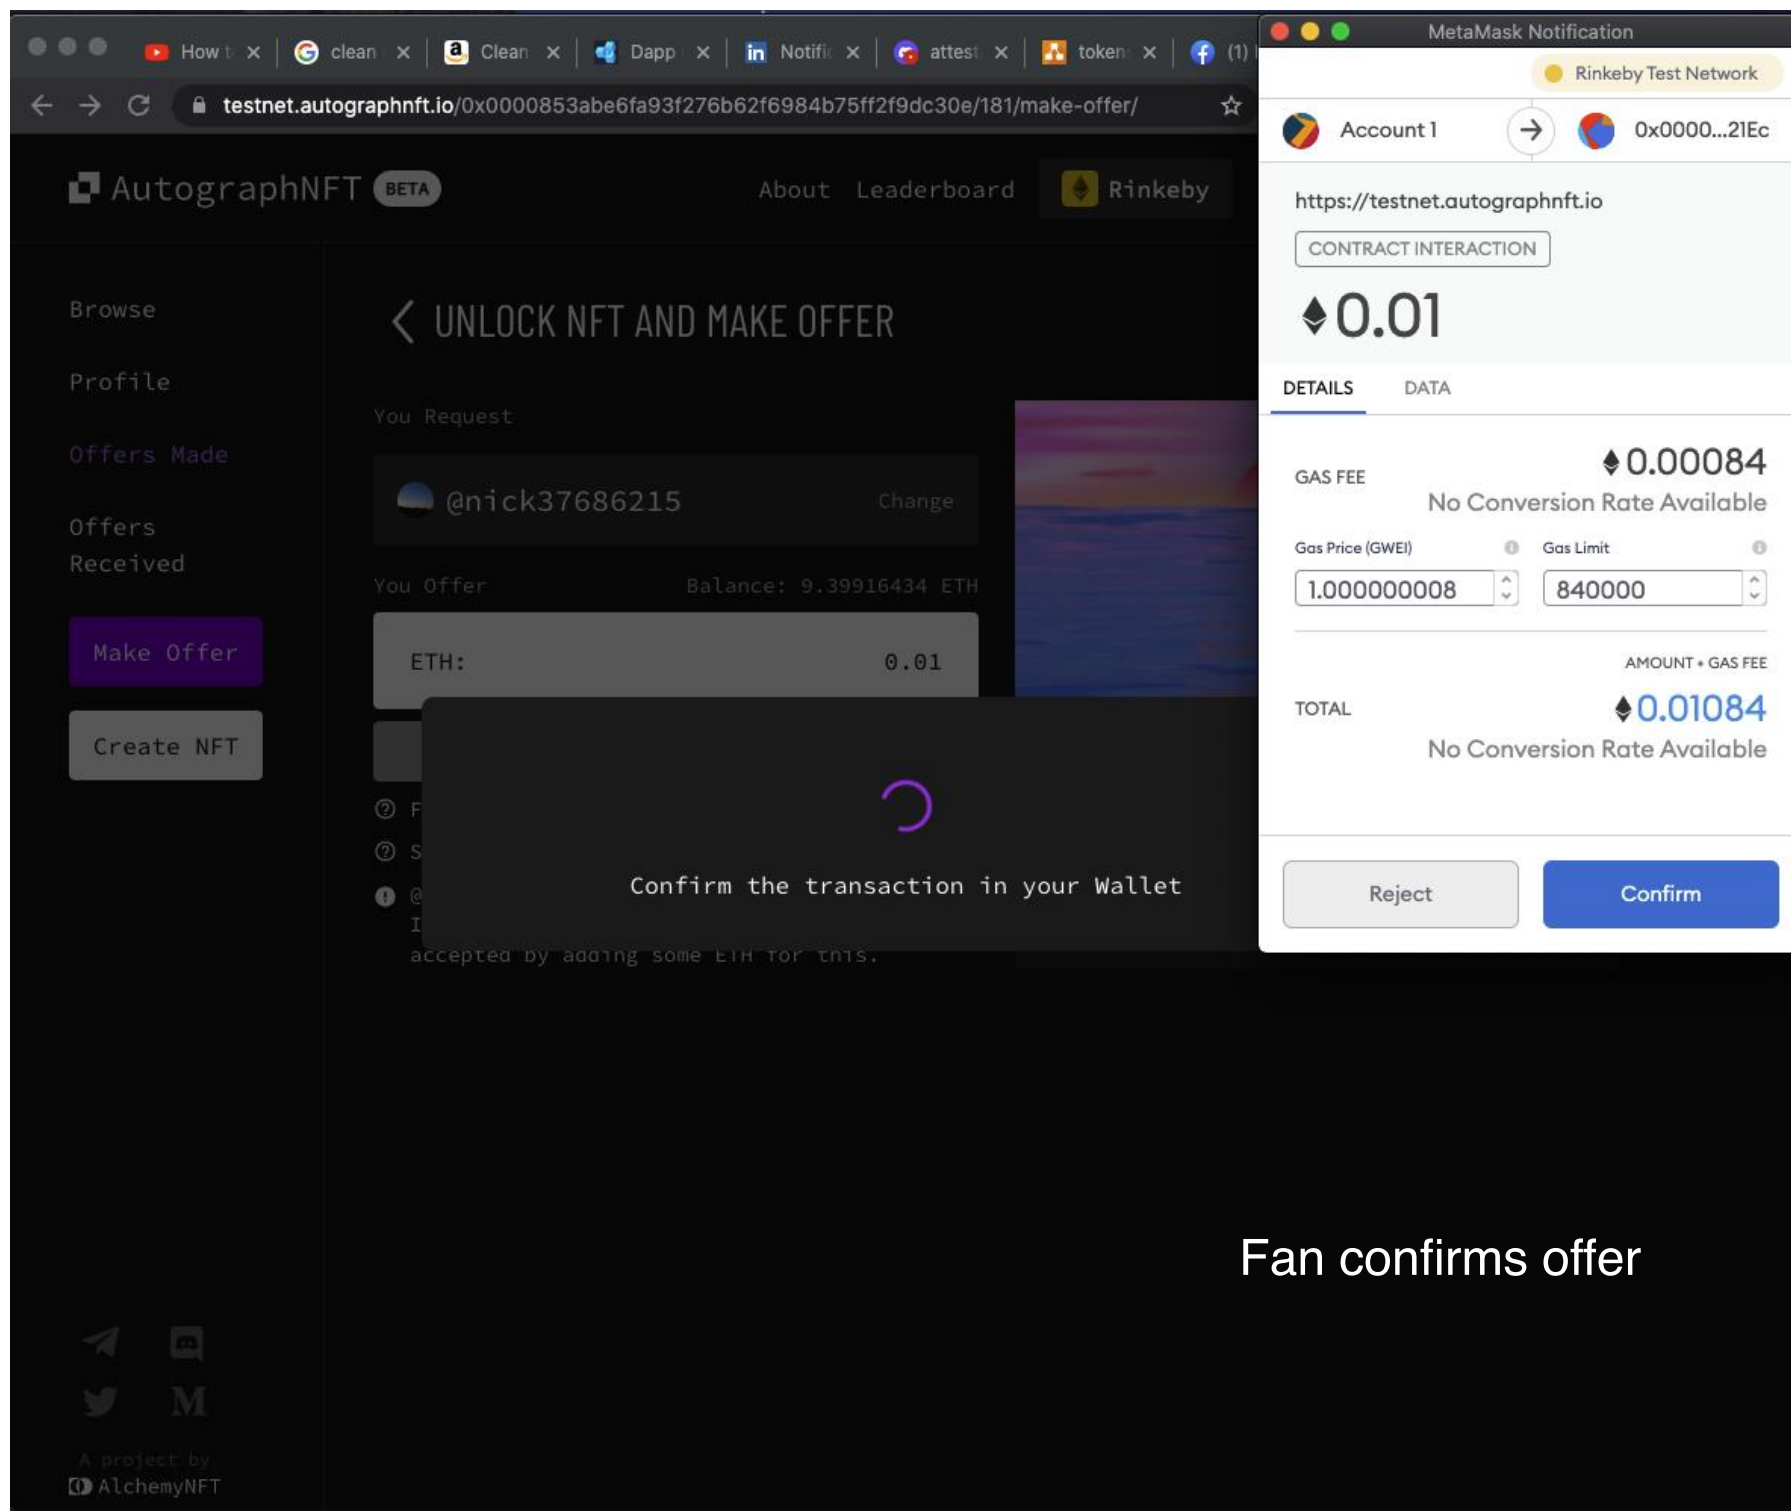 How t
clean
Clean
Dapp
Notific
attest
token
(1)
testnet.autographnft.io/0x0000853abe6fa93f276b62f6984b75ff2f9dc30e/181/make-offer/
AutographNFT BETA
About Leaderboard Rinkeby
Browse
Profile
Offers Made
Offers
Received
Make Offer
Create NFT
UNLOCK NFT AND MAKE OFFER
You Request
@nick37686215 Change
You Offer Balance: 9.39916434 ETH
ETH: 0.01
F
S
@
I
accepted by adding some ETH for this.
Confirm the transaction in your Wallet
MetaMask Notification
Rinkeby Test Network
Account 1 0x0000...21Ec
https://testnet.autographnft.io
CONTRACT INTERACTION
0.01
DETAILS DATA
GAS FEE 0.00084
No Conversion Rate Available
Gas Price (GWEI) Gas Limit
1.000000008 840000
AMOUNT + GAS FEE
TOTAL 0.01084
No Conversion Rate Available
Reject Confirm
Fan confirms offer
A project by
AlchemyNFT